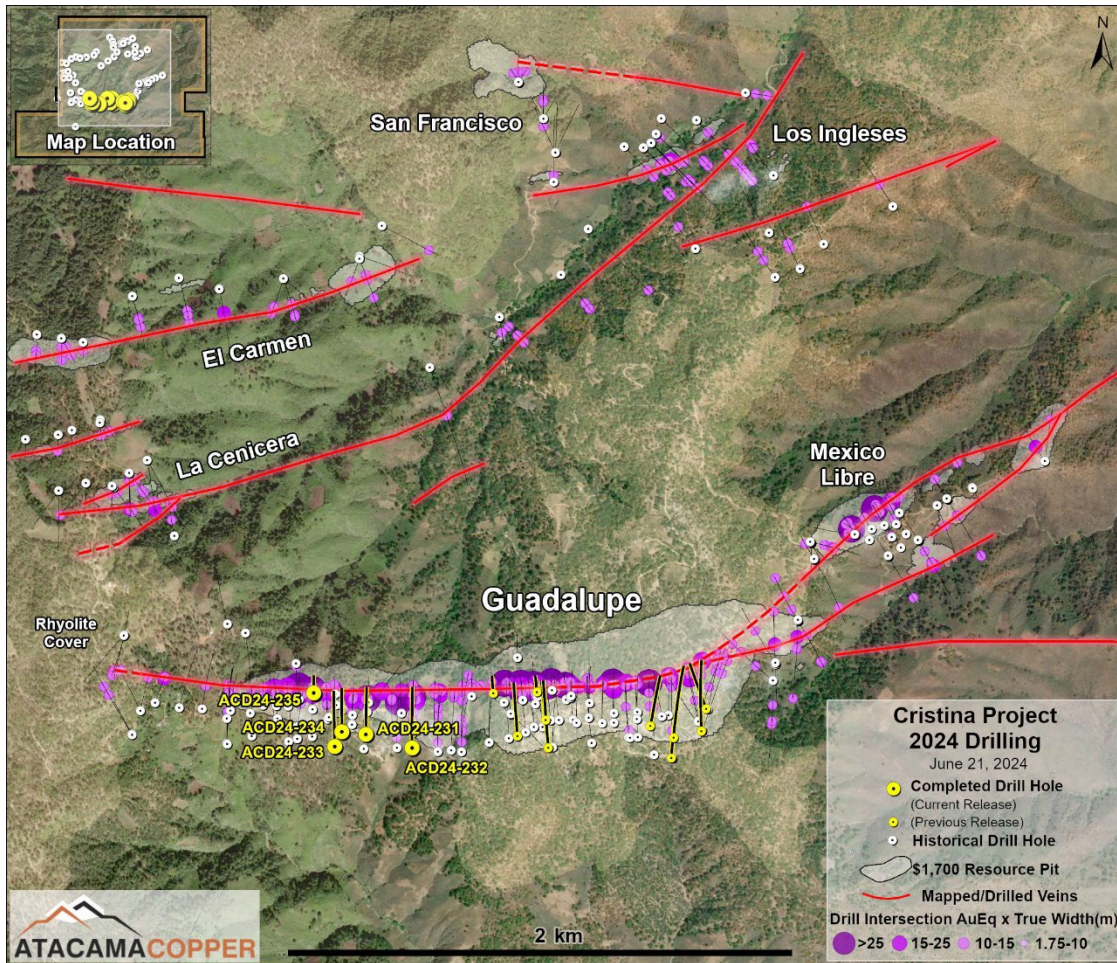 N
Map Location
San Francisco
Los Ingleses
El Carmen
La Cenicera
Mexico
Libre
Guadalupe
Rhyolite
Cover
ACD24-235
ACD24-234
ACD24-231
ACD24-233
ACD24-232
Cristina Project
2024 Drilling
June 21, 2024
Completed Drill Hole
(Current Release)
(Previous Release)
Historical Drill Hole
$1,700 Resource Pit
Mapped/Drilled Veins
Drill Intersection AuEq x True Width(m)
>25 15-25 10-15 1.75-10
ATACAMACOPPER
2 km